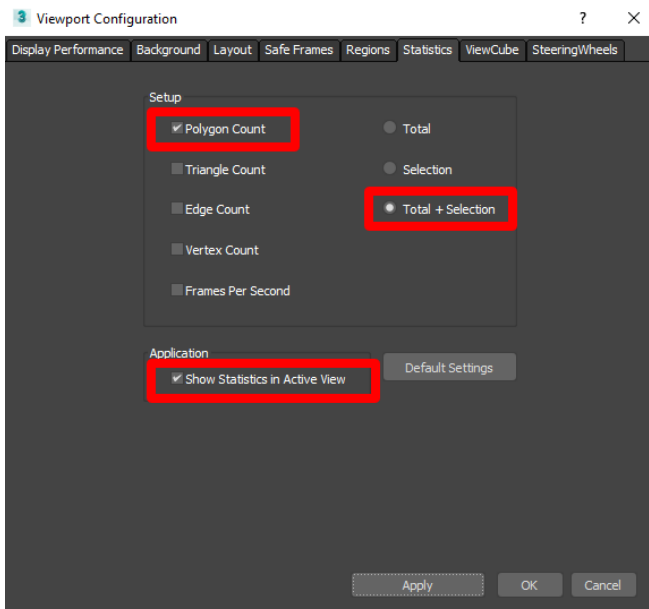 3 Viewport Configuration ? ×
Display Performance Background Layout Safe Frames Regions Statistics ViewCube SteeringWheels
Setup
Polygon Count Total
Triangle Count Selection
Edge Count Total + Selection
Vertex Count
Frames Per Second
Application
Show Statistics in Active View Default Settings
Apply OK Cancel